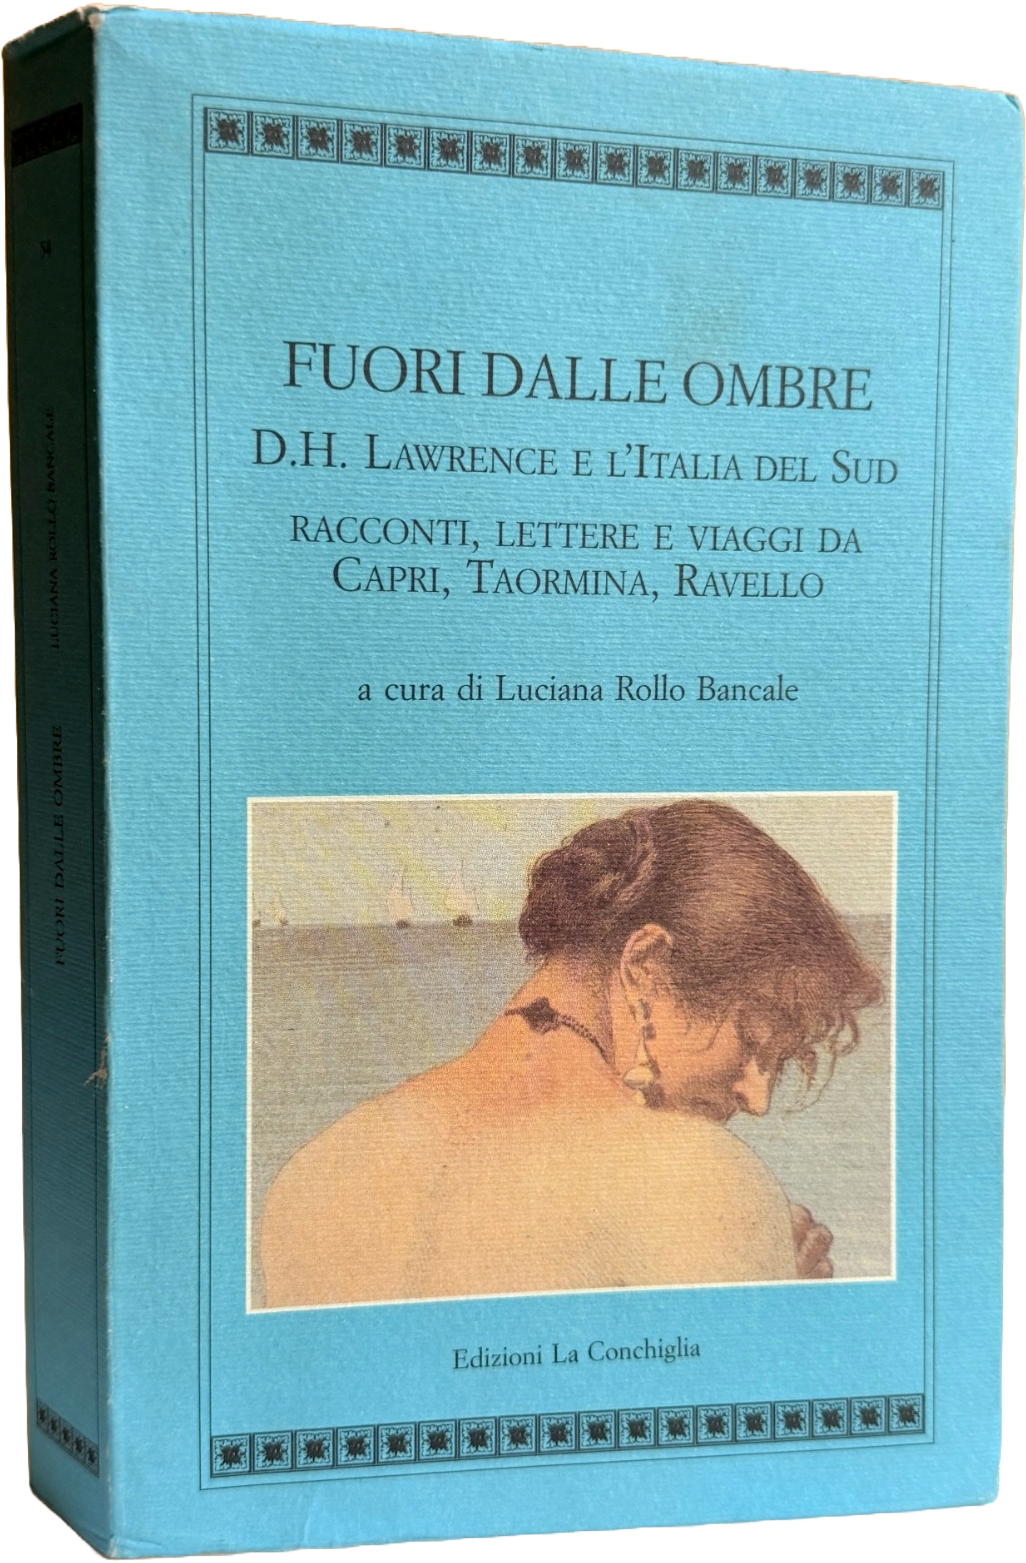 FUORI DALLE OMBRE
D.H. LAWRENCE E L'ITALIA DEL SUD
RACCONTI, LETTERE E VIAGGI DA
CAPRI, TAORMINA, RAVELLO
a cura di Luciana Rollo Bancale
Edizioni La Conchiglia
FUORI DALLE OMBRE LUCIANA ROLLO BANCALE